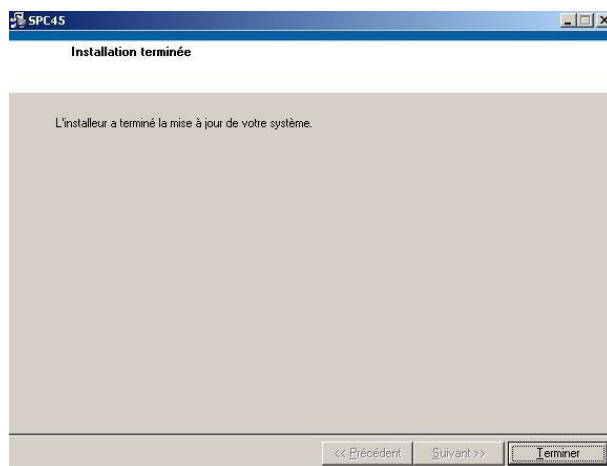 SPC45
Installation terminée
L'installeur a terminé la mise à jour de votre système.
<< Précédent
Suivant >>
Terminer